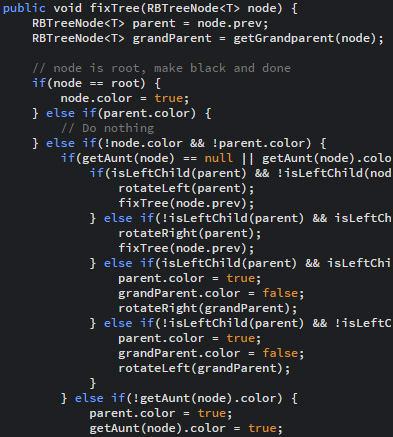 public void fixTree(RBTreeNode<T> node) {
RBTreeNode<T> parent = node.prev;
RBTreeNode<T> grandParent = getGrandparent(node);
// node is root, make black and done
if(node == root) {
node.color = true;
} else if(parent.color) {
// Do nothing
} else if(!node.color && !parent.color) {
if(getAunt(node) == null || getAunt(node).colo
if(isLeftChild(parent) && !isLeftChild(nod
rotateLeft(parent);
fixTree(node.prev);
} else if(!isLeftChild(parent) && isLeftCh
rotateRight(parent);
fixTree(node.prev);
} else if(isLeftChild(parent) && isLeftChi
parent.color = true;
grandParent.color = false;
rotateRight(grandParent);
} else if(!isLeftChild(parent) && !isLeftC
parent.color = true;
grandParent.color = false;
rotateLeft(grandParent);
}
} else if(!getAunt(node).color) {
parent.color = true;
getAunt(node).color = true;